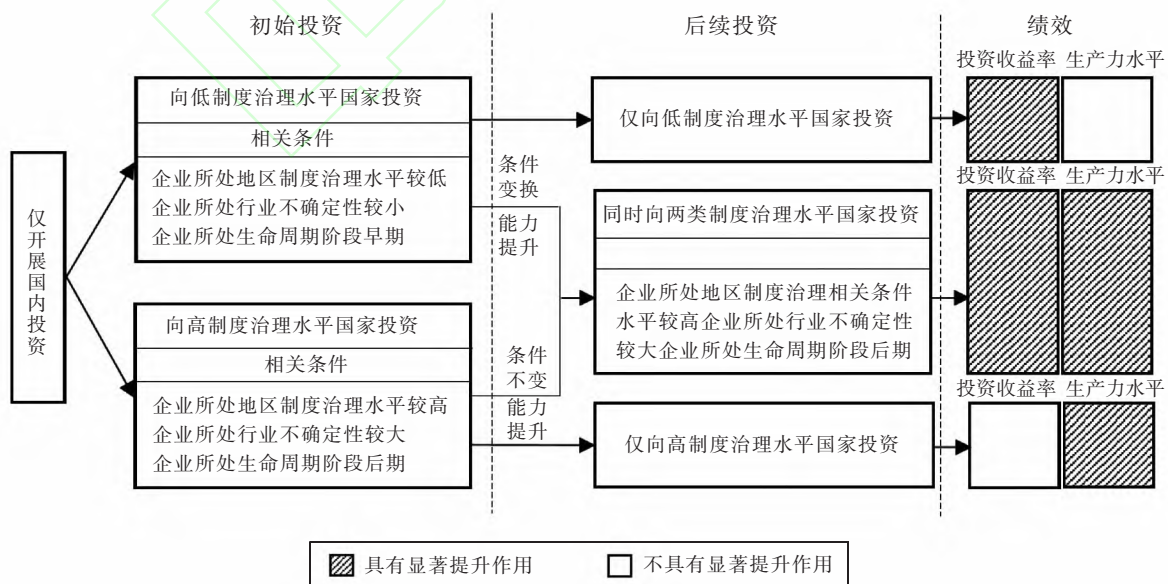 初始投资
后续投资
绩效
仅开展国内投资
向低制度治理水平国家投资
相关条件
企业所处地区制度治理水平较低
企业所处行业不确定性较小
企业所处生命周期阶段早期
向高制度治理水平国家投资
相关条件
企业所处地区制度治理水平较高
企业所处行业不确定性较大
企业所处生命周期阶段后期
条件
变换
能力
提升
条件
不变
能力
提升
仅向低制度治理水平国家投资
同时向两类制度治理水平国家投资
企业所处地区制度治理相关条件
水平较高企业所处行业不确定性
较大企业所处生命周期阶段后期
仅向高制度治理水平国家投资
投资收益率 生产力水平
投资收益率 生产力水平
投资收益率 生产力水平
具有显著提升作用
不具有显著提升作用